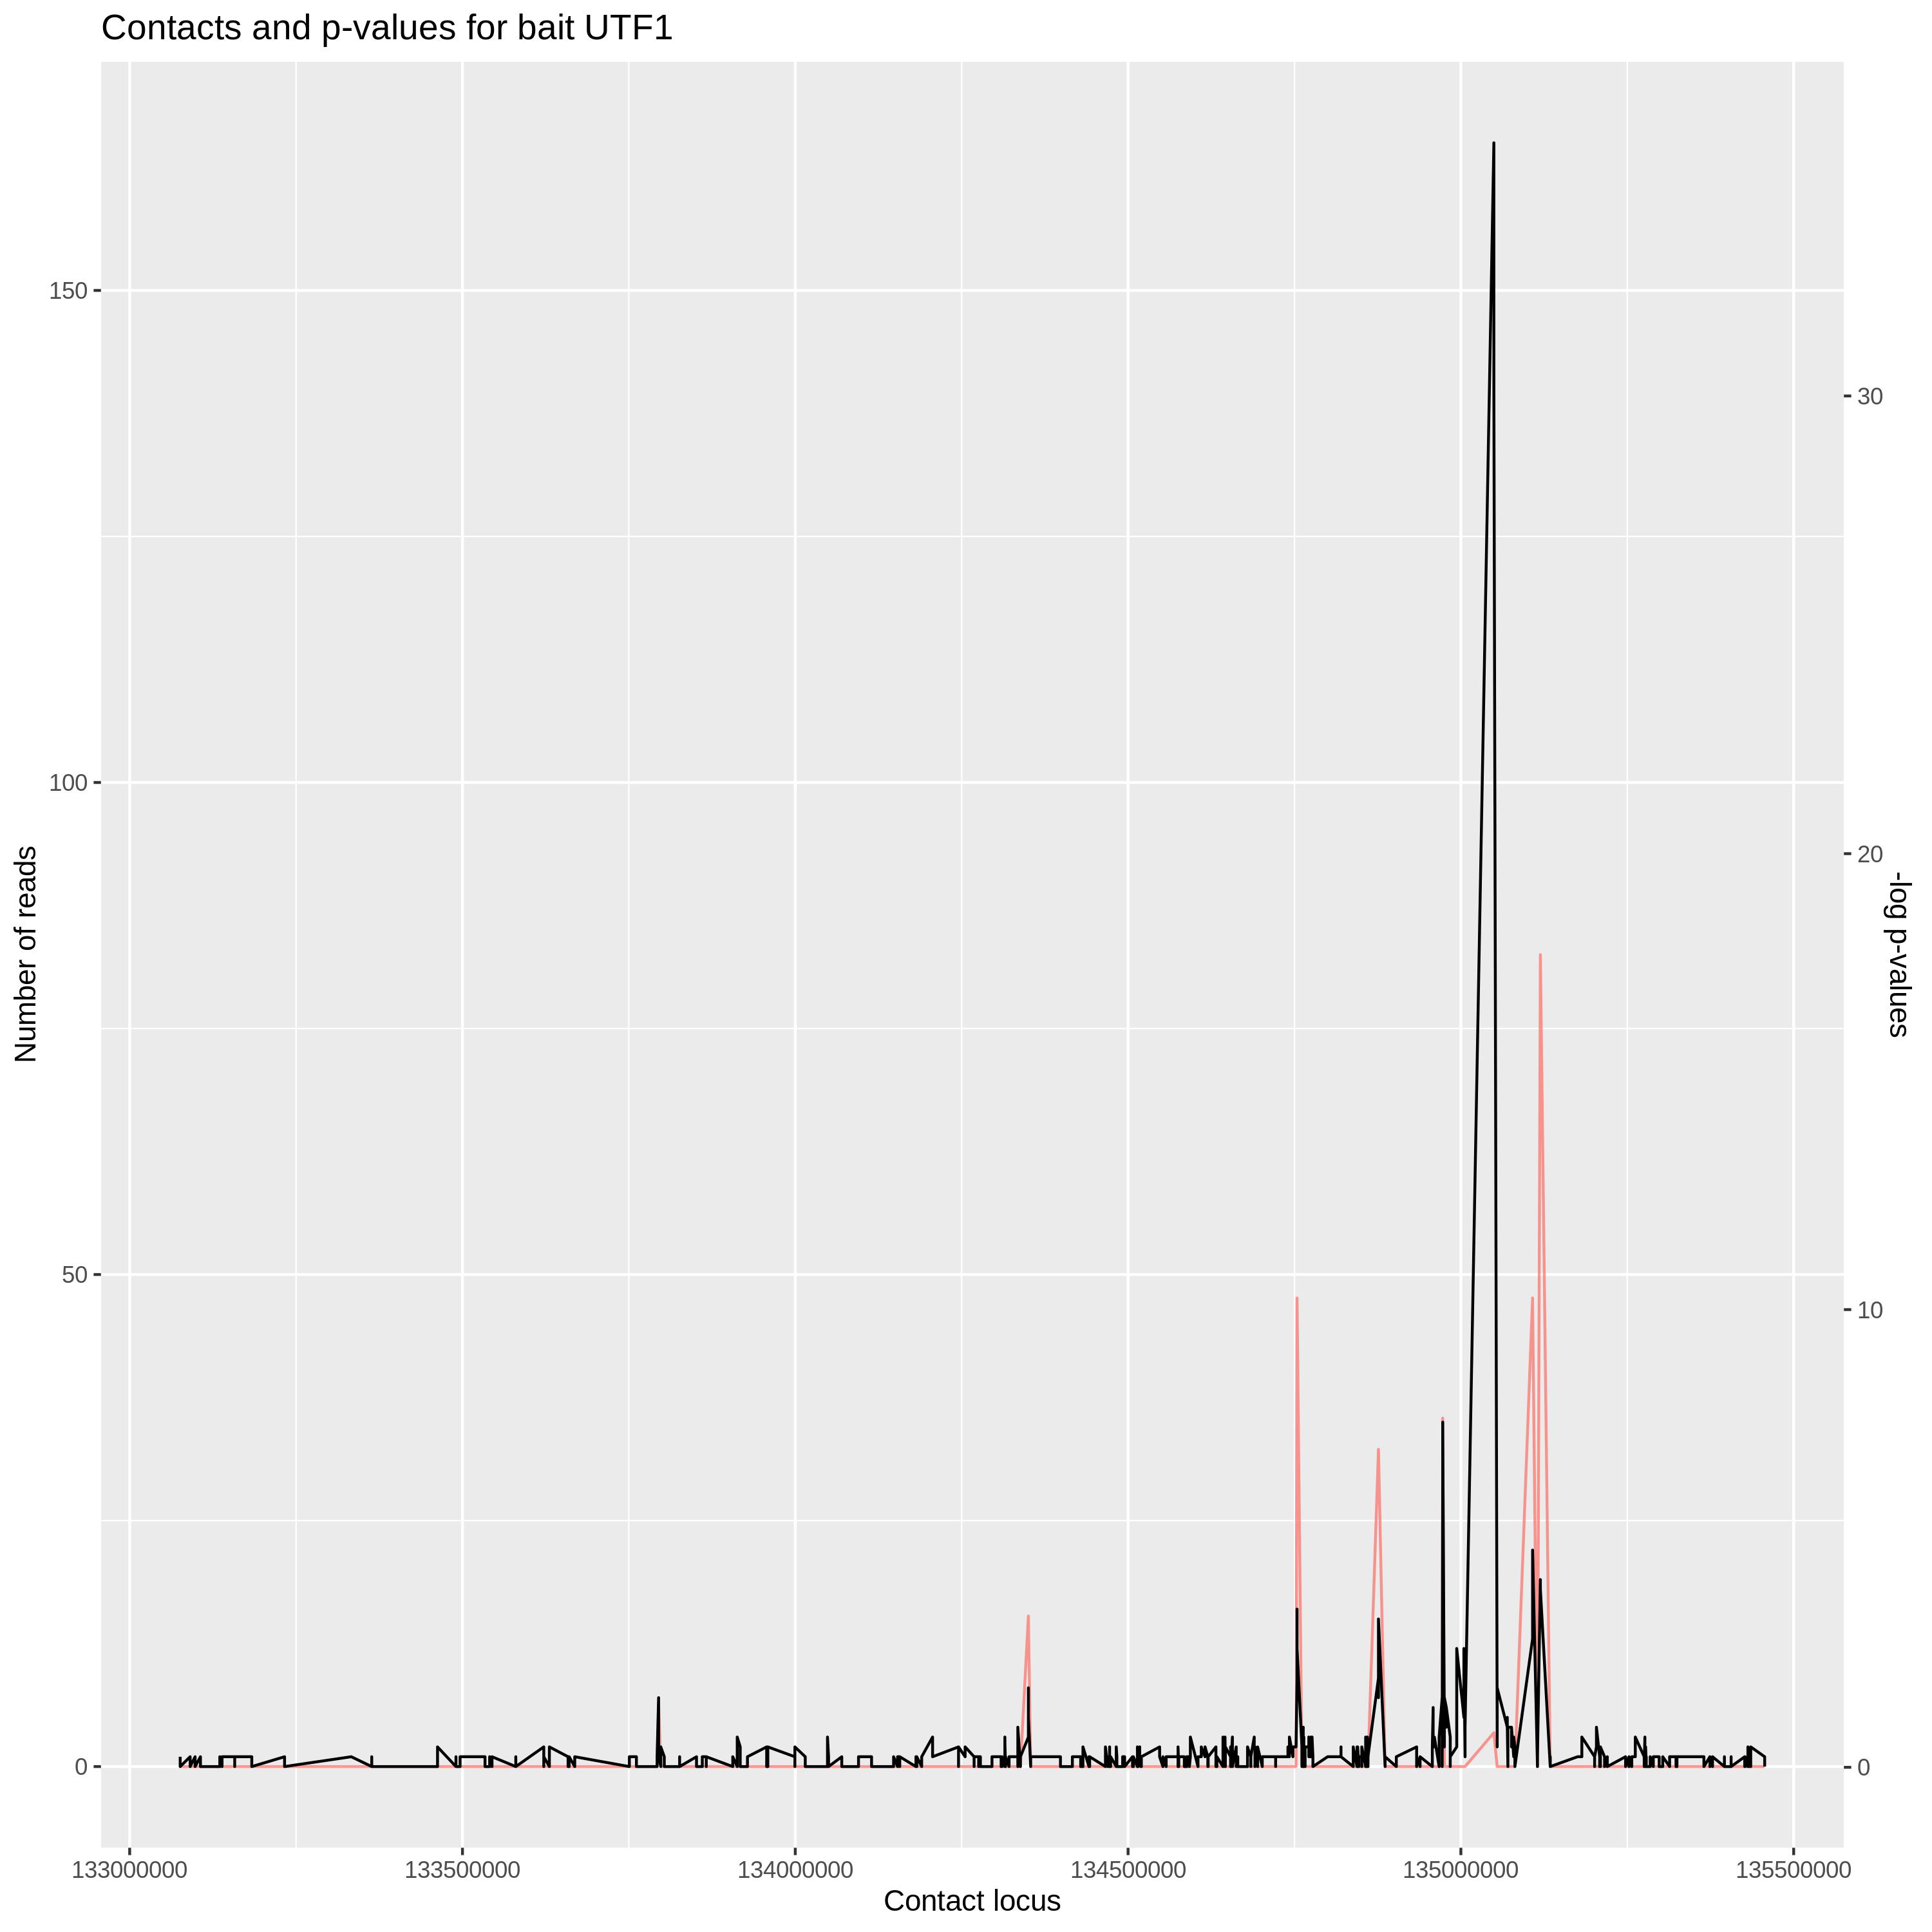 Contacts and p-values for bait UTF1
150
100
50
0
30
20
10
0
Number of reads
-log p-values
133000000 133500000 134000000 134500000 135000000 135500000
Contact locus